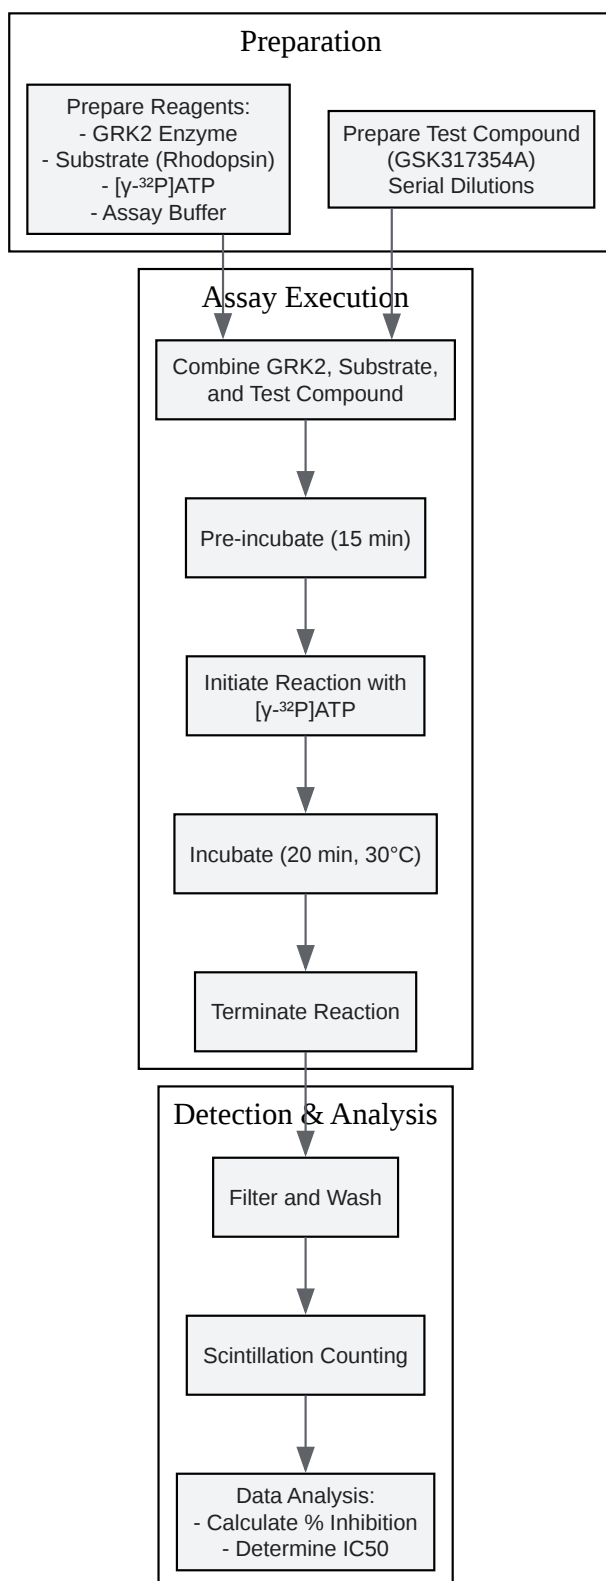 Preparation
Prepare Reagents:
- GRK2 Enzyme
- Substrate (Rhodopsin)
- [γ-³²P]ATP
- Assay Buffer
Prepare Test Compound
(GSK317354A)
Serial Dilutions
Assay Execution
Combine GRK2, Substrate,
and Test Compound
Pre-incubate (15 min)
Initiate Reaction with
[γ-³²P]ATP
Incubate (20 min, 30°C)
Terminate Reaction
Detection & Analysis
Filter and Wash
Scintillation Counting
Data Analysis:
- Calculate % Inhibition
- Determine IC50